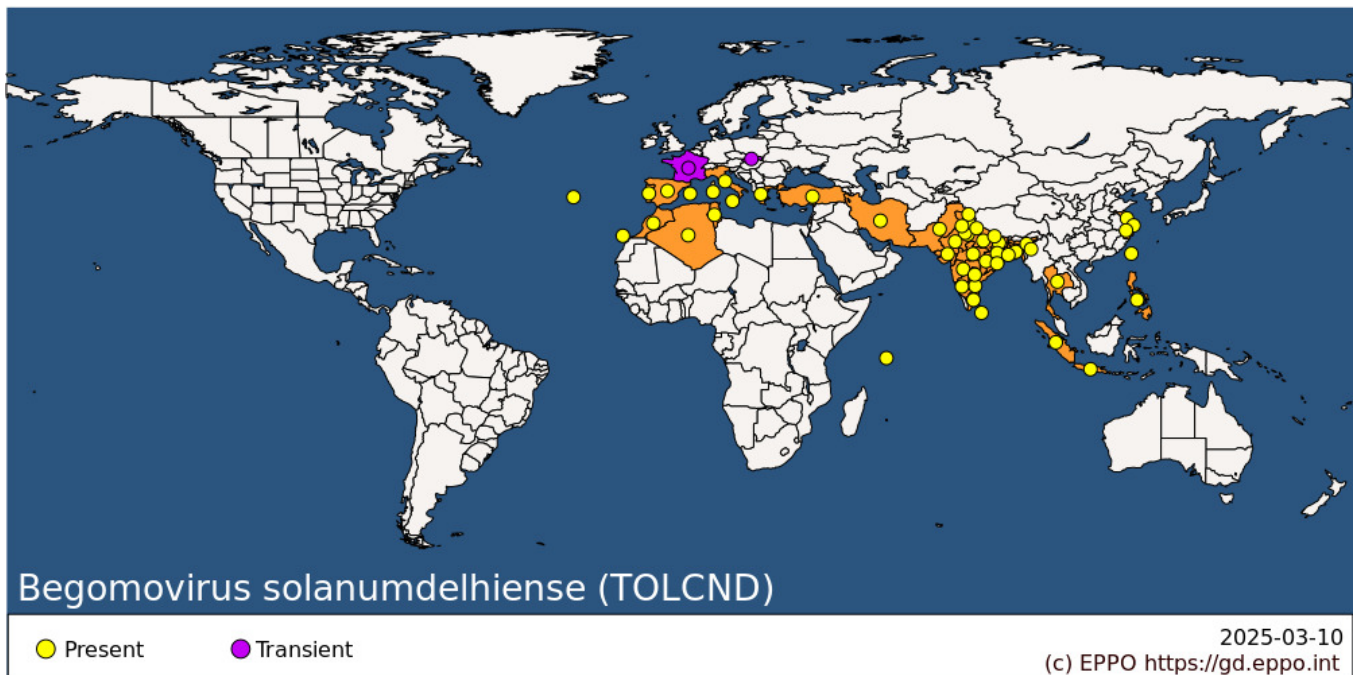 Begomovirus solanumdelhiense (TOLCND)
Present
Transient
2025-03-10
(c) EPPO https://gd.eppo.int